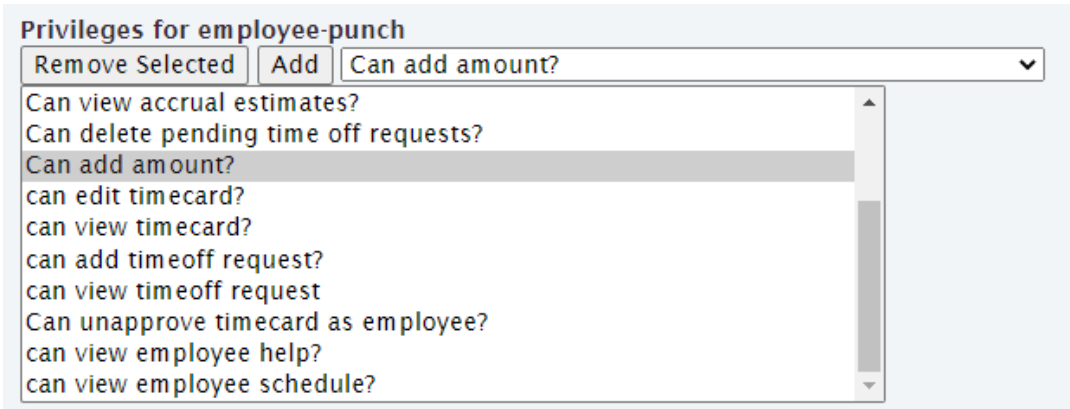 Privileges for employee-punch
Remove Selected Add Can add amount?
Can view accrual estimates?
Can delete pending time off requests?
Can add amount?
can edit timecard?
can view timecard?
can add timeoff request?
can view timeoff request
Can unapprove timecard as employee?
can view employee help?
can view employee schedule?